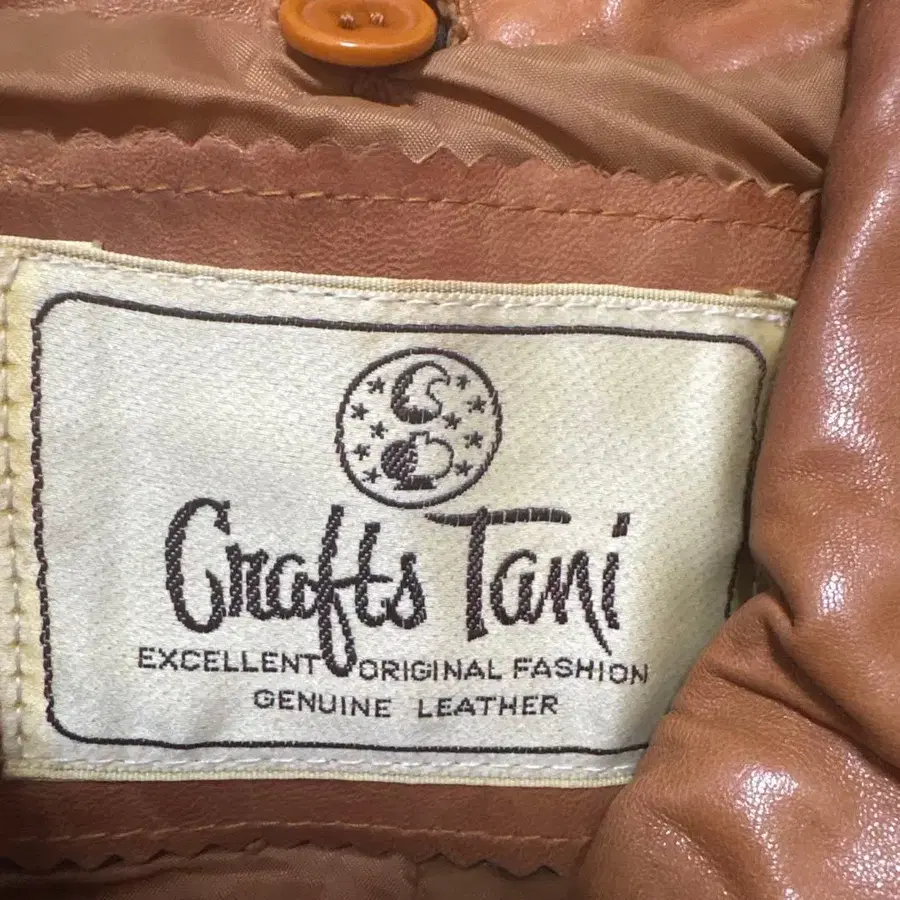 Crafts Tani
EXCELLENT ORIGINAL FASHION
GENUINE LEATHER